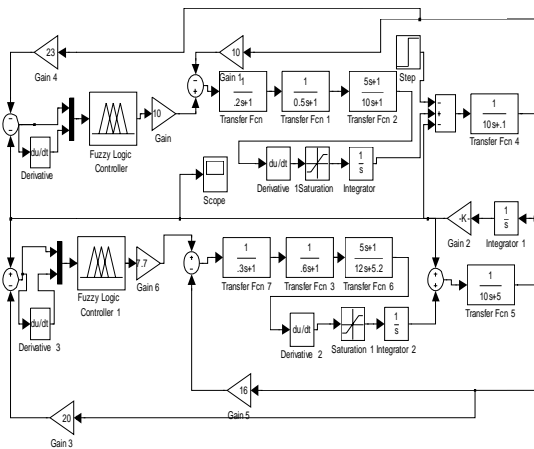 23
Gain 4
10
Gain 1
Step
1
.2s+1
Transfer Fcn
1
0.5s+1
Transfer Fcn 1
5s+1
10s+1
Transfer Fcn 2
1
10s+.1
Transfer Fcn 4
du/dt
Derivative
Fuzzy Logic
Controller
10
Gain
Scope
du/dt
Derivative 1
Saturation
1
s
Integrator
-K-
Gain 2
1
s
Integrator 1
du/dt
Derivative 3
Fuzzy Logic
Controller 1
7.7
Gain 6
1
.3s+1
Transfer Fcn 7
1
.6s+1
Transfer Fcn 3
5s+1
12s+5.2
Transfer Fcn 6
1
10s+5
Transfer Fcn 5
du/dt
Derivative 2
Saturation 1
1
s
Integrator 2
16
Gain 5
20
Gain 3